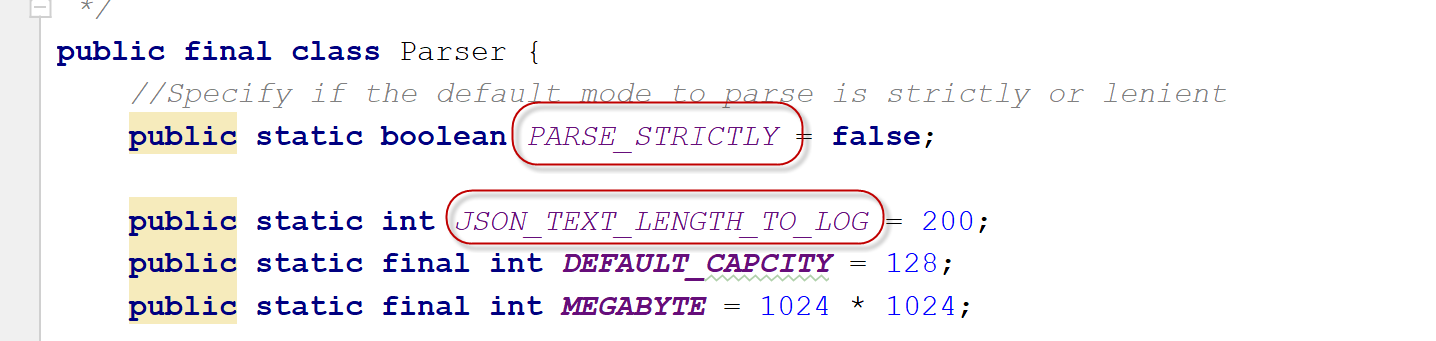 */
public final class Parser {
//Specify if the default mode to parse is strictly or lenient
public static boolean PARSE_STRICTLY = false;
public static int JSON_TEXT_LENGTH_TO_LOG = 200;
public static final int DEFAULT_CAPCITY = 128;
public static final int MEGABYTE = 1024 * 1024;